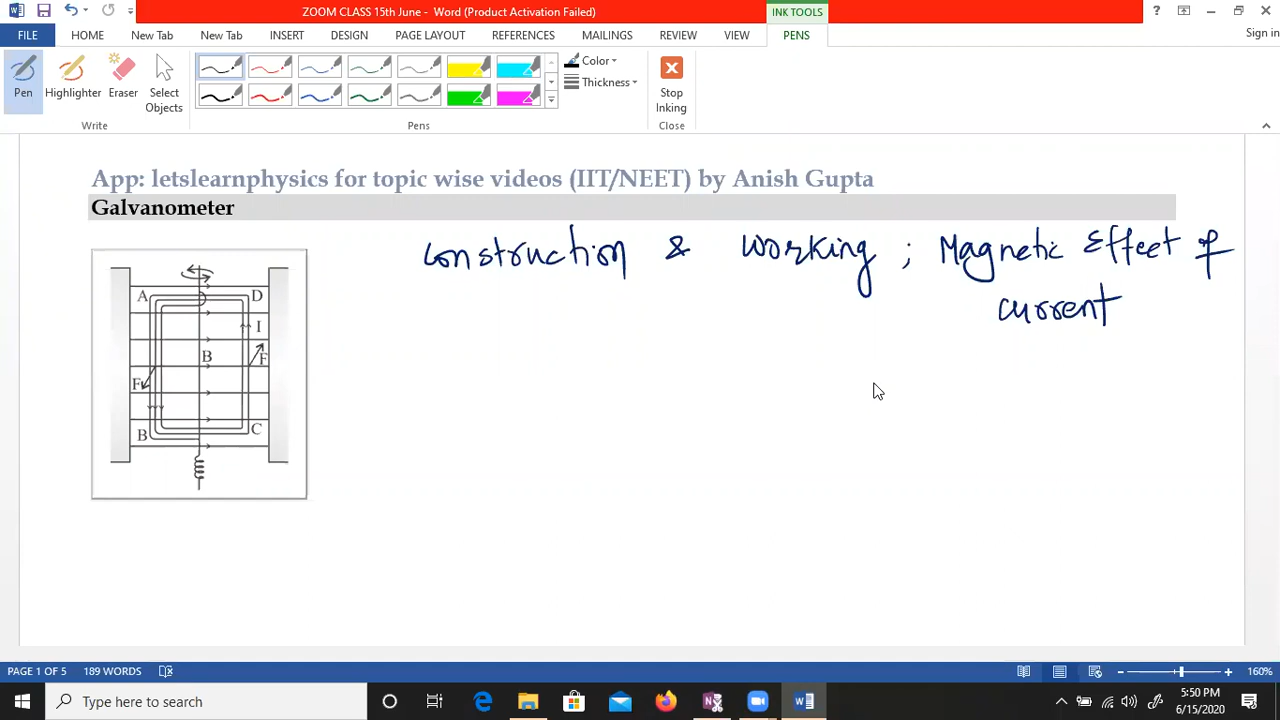 ZOOM CLASS 15th June - Word (Product Activation Failed)
INK TOOLS
FILE HOME New Tab New Tab INSERT DESIGN PAGE LAYOUT REFERENCES MAILINGS REVIEW VIEW PENS Sign in
Pen Highlighter Eraser Select Objects
Color
Thickness
Stop Inking
Write Pens Close
App: letslearnphysics for topic wise videos (IIT/NEET) by Anish Gupta
Galvanometer
construction & working ; Magnetic Effect of
current
A D
I
B
F F
B C
PAGE 1 OF 5 189 WORDS 160%
Type here to search
5:50 PM
6/15/2020